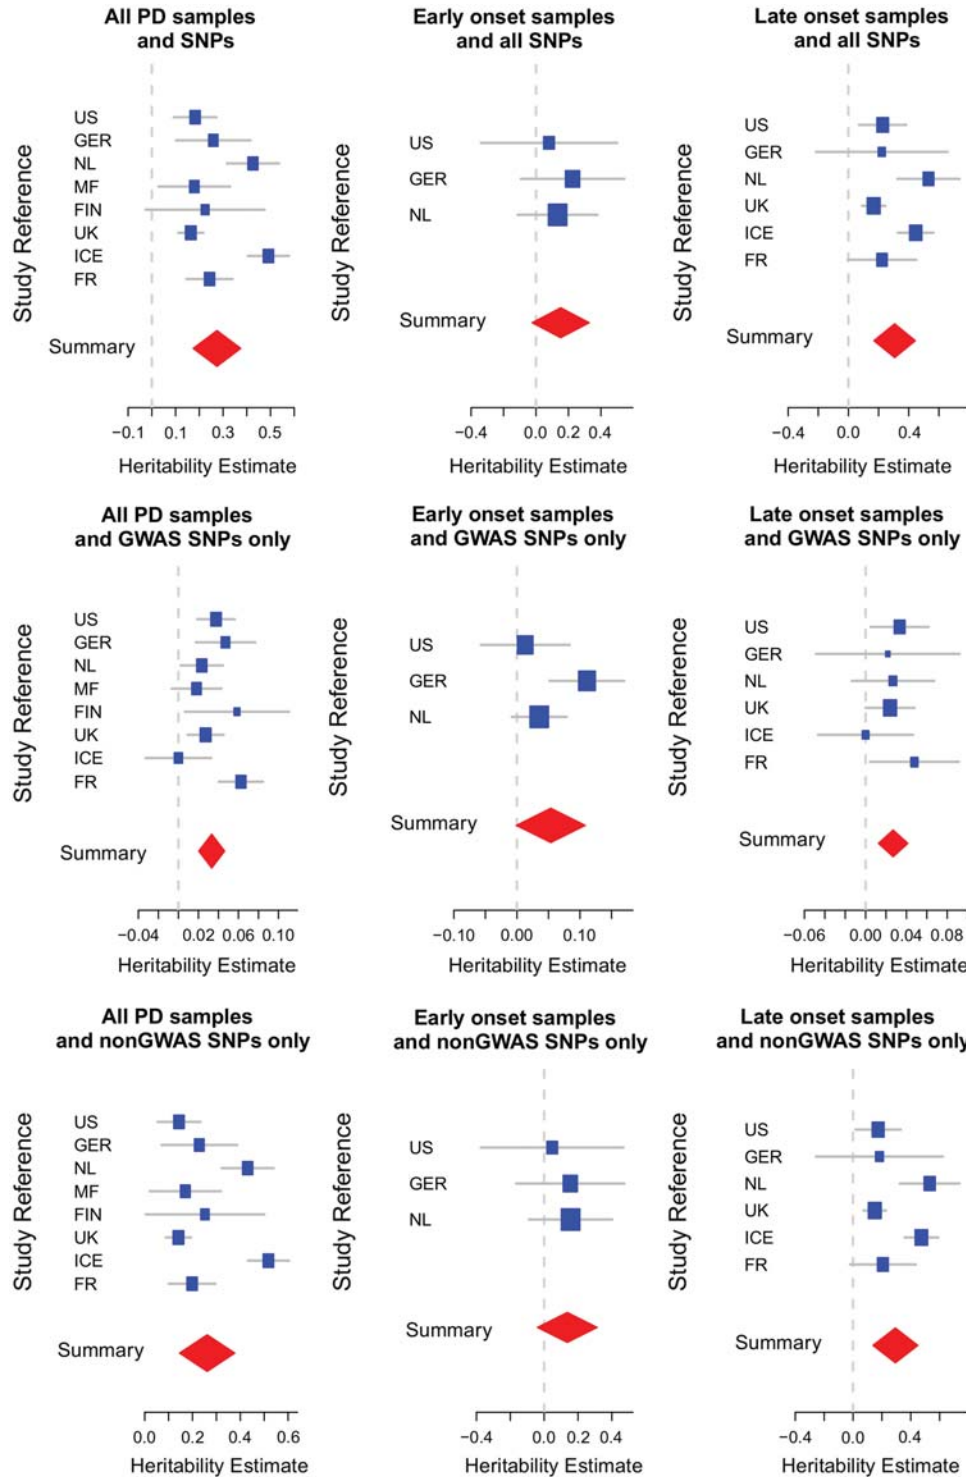 All PD samples
and SNPs
Study Reference
US
GER
NL
MF
FIN
UK
ICE
FR
Summary
−0.1 0.1 0.3 0.5
Heritability Estimate
Early onset samples
and all SNPs
Study Reference
US
GER
NL
Summary
−0.4 0.0 0.2 0.4
Heritability Estimate
Late onset samples
and all SNPs
Study Reference
US
GER
NL
UK
ICE
FR
Summary
−0.4 0.0 0.4
Heritability Estimate
All PD samples
and GWAS SNPs only
Study Reference
US
GER
NL
MF
FIN
UK
ICE
FR
Summary
−0.04 0.02 0.06 0.10
Heritability Estimate
Early onset samples
and GWAS SNPs only
Study Reference
US
GER
NL
Summary
−0.10 0.00 0.10
Heritability Estimate
Late onset samples
and GWAS SNPs only
Study Reference
US
GER
NL
UK
ICE
FR
Summary
−0.06 0.00 0.04 0.08
Heritability Estimate
All PD samples
and nonGWAS SNPs only
Study Reference
US
GER
NL
MF
FIN
UK
ICE
FR
Summary
0.0 0.2 0.4 0.6
Heritability Estimate
Early onset samples
and nonGWAS SNPs only
Study Reference
US
GER
NL
Summary
−0.4 0.0 0.2 0.4
Heritability Estimate
Late onset samples
and nonGWAS SNPs only
Study Reference
US
GER
NL
UK
ICE
FR
Summary
−0.4 0.0 0.4
Heritability Estimate